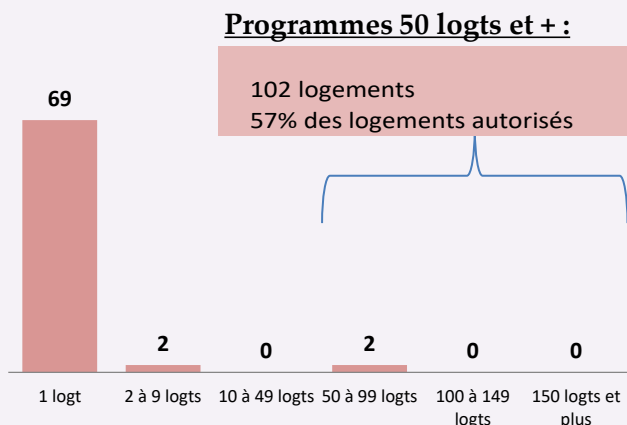 Programmes 50 logts et + :
102 logements
57% des logements autorisés
69
2
0
2
0
0
1 logt
2 à 9 logts
10 à 49 logts
50 à 99 logts
100 à 149
logts
150 logts et
plus